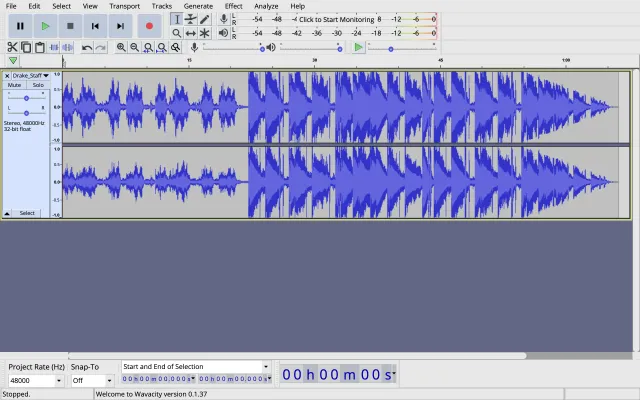 File Edit Select View Transport Tracks Generate Effect Analyze Help
L R -54 -48 Click to Start Monitoring 8 -12 -6 0
L R -54 -48 -42 -36 -30 -24 -18 -12 -6 0
15 30 45 1:00
Drake_Staff
Mute Solo
L R
Stereo, 48000Hz
32-bit float
Select
1.0
0.5
0.0
-0.5
-1.0
1.0
0.5
0.0
-0.5
-1.0
Project Rate (Hz) Snap-To Start and End of Selection
48000 Off 00h00m00.000s 00h00m00.000s
00h00m00s
Stopped. Welcome to Wavacity version 0.1.37